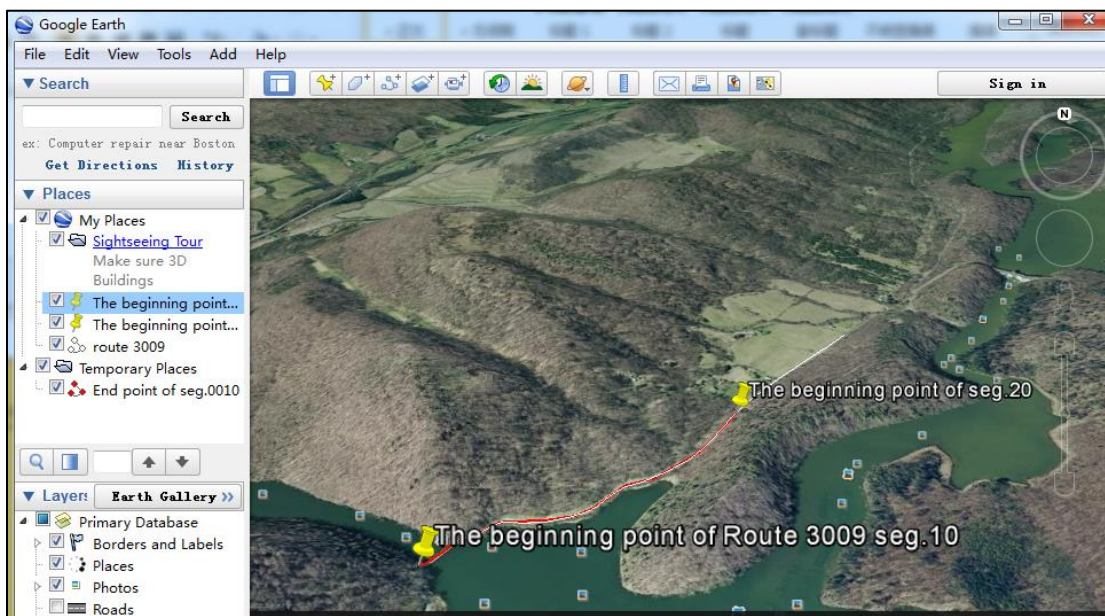 Google Earth
File Edit View Tools Add Help
Search
Sign in
Search
ex: Computer repair near Boston
Get Directions History
Places
My Places
Sightseeing Tour
Make sure 3D
Buildings
The beginning point...
The beginning point...
route 3009
Temporary Places
End point of seg.0010
Layers Earth Gallery >>
Primary Database
Borders and Labels
Places
Photos
Roads
N
The beginning point of seg.20
The beginning point of Route 3009 seg.10